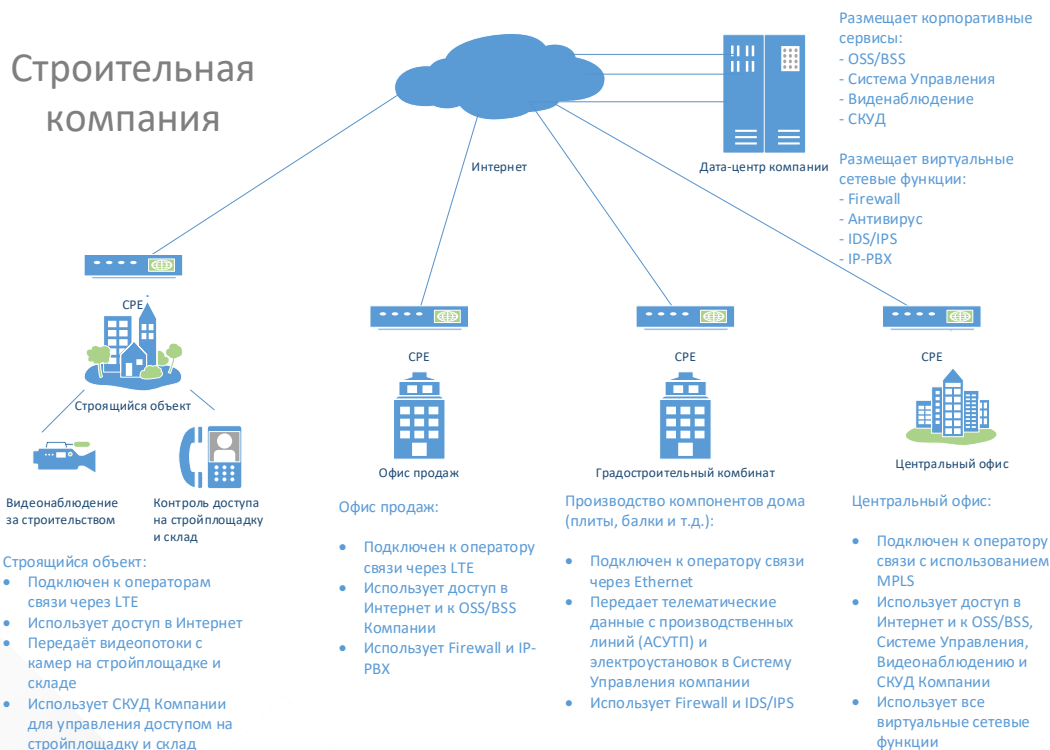 Строительная
компания
Размещает корпоративные
сервисы:
- OSS/BSS
- Система Управления
- Виденаблюдение
- СКУД
Размещает виртуальные
сетевые функции:
- Firewall
- Антивирус
- IDS/IPS
- IP-PBX
Интернет
Дата-центр компании
CPE
CPE
CPE
CPE
Строящийся объект
Видеонаблюдение
за строительством
Контроль доступа
на стройплощадку
и склад
Офис продаж
Градостроительный комбинат
Центральный офис
Строящийся объект:
• Подключен к операторам
связи через LTE
• Использует доступ в Интернет
• Передаёт видеопотоки с
камер на стройплощадке и
складе
• Использует СКУД Компании
для управления доступом на
стройплощадку и склад
Офис продаж:
• Подключен к оператору
связи через LTE
• Использует доступ в
Интернет и к OSS/BSS
Компании
• Использует Firewall и IP-
PBX
Производство компонентов дома
(плиты, балки и т.д.):
• Подключен к оператору связи
через Ethernet
• Передает телематические
данные с производственных
линий (АСУТП) и
электроустановок в Систему
Управления компании
• Использует Firewall и IDS/IPS
Центральный офис:
• Подключен к оператору
связи с использованием
MPLS
• Использует доступ в
Интернет и к OSS/BSS,
Системе Управления,
Видеонаблюдению и
СКУД Компании
• Использует все
виртуальные сетевые
функции